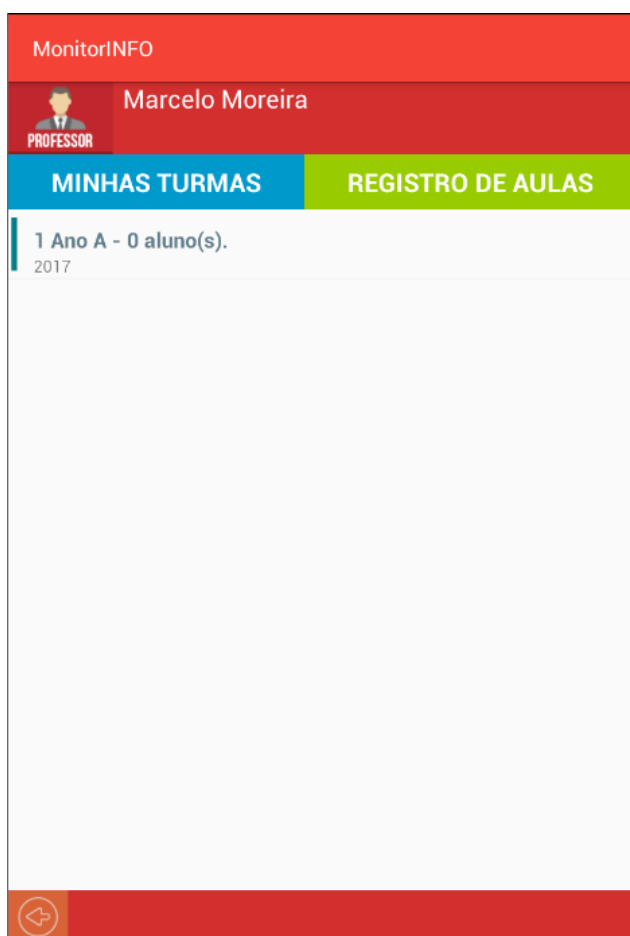 MonitorINFO
Marcelo Moreira
PROFESSOR
MINHAS TURMAS
REGISTRO DE AULAS
1 Ano A - 0 aluno(s).
2017